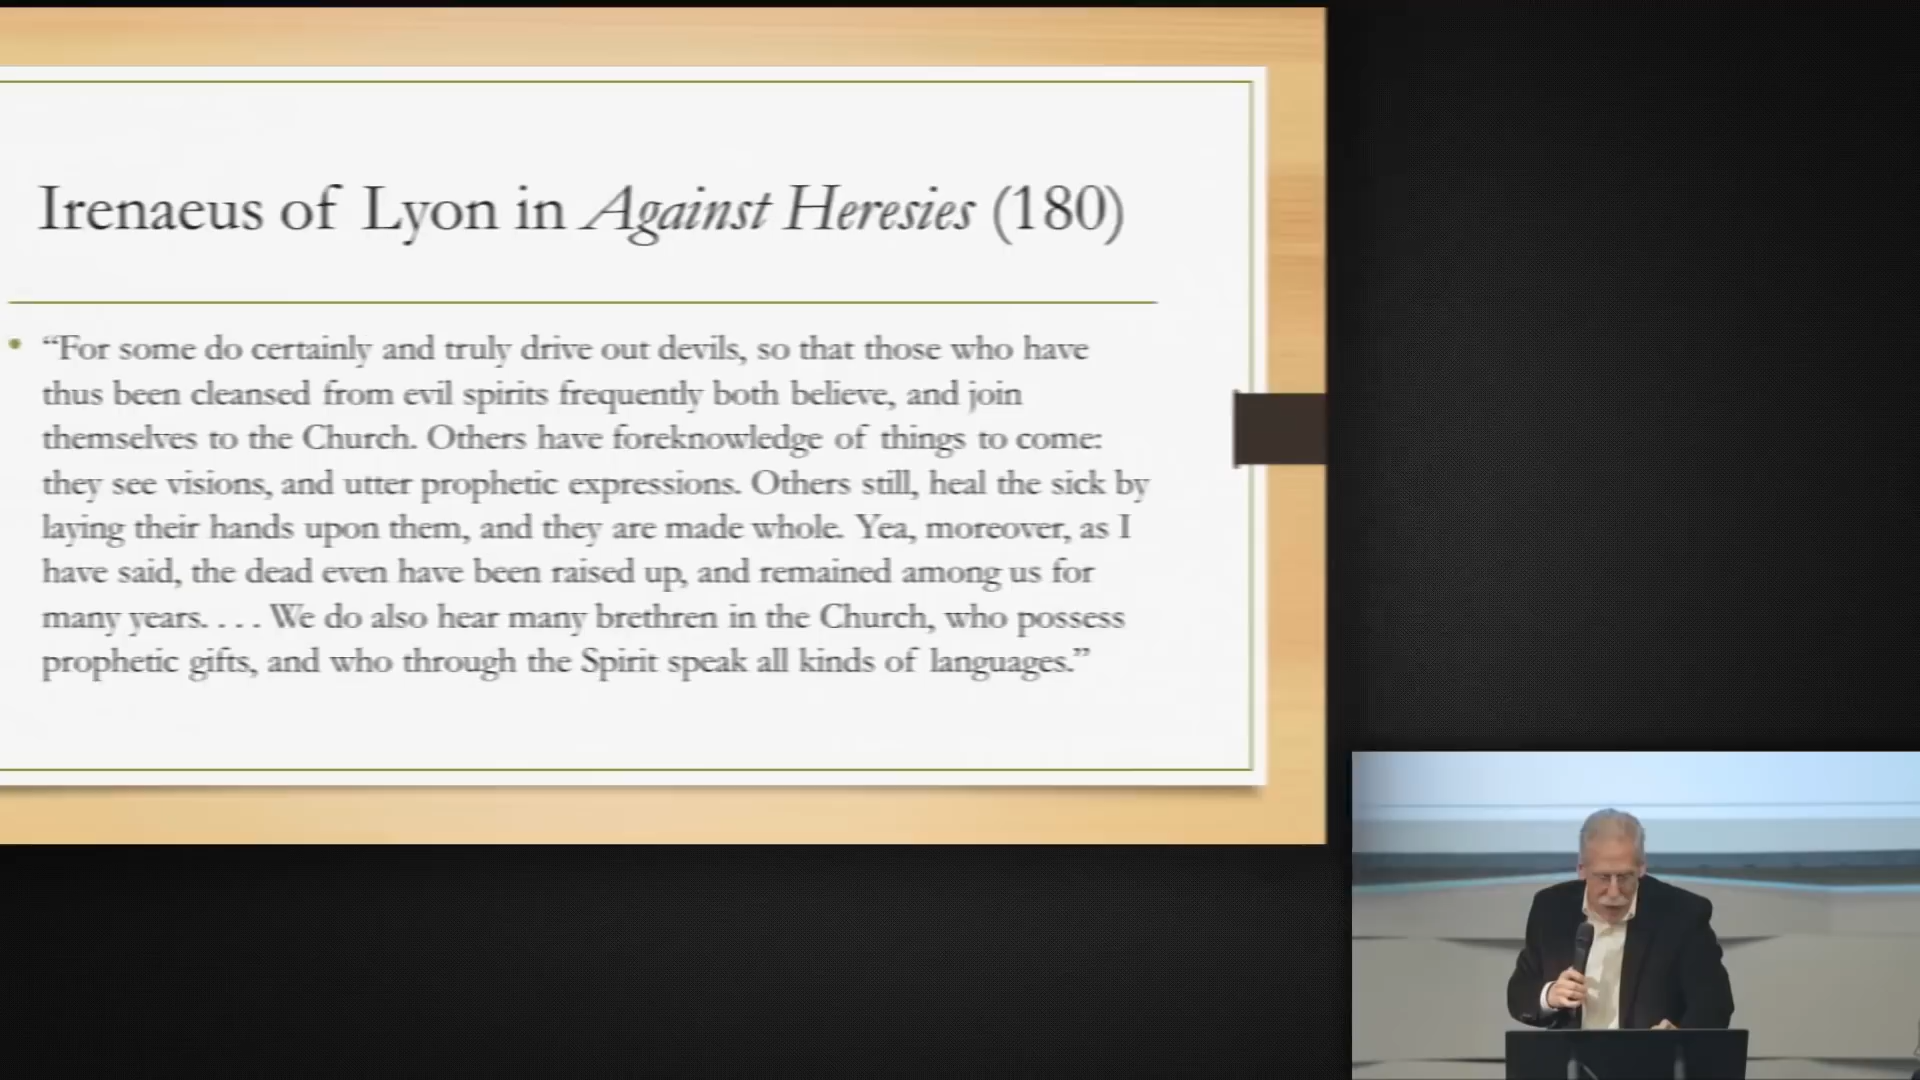 Irenaeus of Lyon in Against Heresies (180)
• “For some do certainly and truly drive out devils, so that those who have
thus been cleansed from evil spirits frequently both believe, and join
themselves to the Church. Others have foreknowledge of things to come:
they see visions, and utter prophetic expressions. Others still, heal the sick by
laying their hands upon them, and they are made whole. Yea, moreover, as I
have said, the dead even have been raised up, and remained among us for
many years. . . . We do also hear many brethren in the Church, who possess
prophetic gifts, and who through the Spirit speak all kinds of languages.”